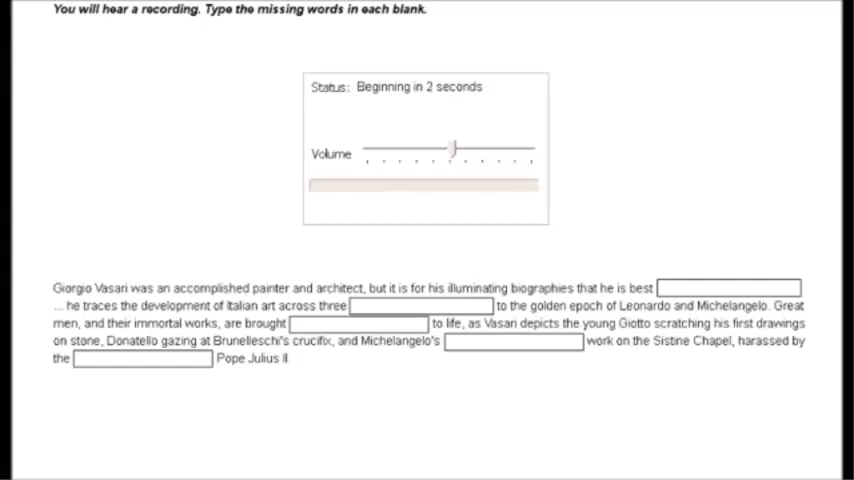 You will hear a recording. Type the missing words in each blank.
Status: Beginning in 2 seconds
Volume
Giorgio Vasari was an accomplished painter and architect, but it is for his illuminating biographies that he is best
... he traces the development of Italian art across three to the golden epoch of Leonardo and Michelangelo. Great
men, and their immortal works, are brought to life, as Vasari depicts the young Giotto scratching his first drawings
on stone, Donatello gazing at Brunelleschi's crucifix, and Michelangelo's work on the Sistine Chapel, harassed by
the Pope Julius II.